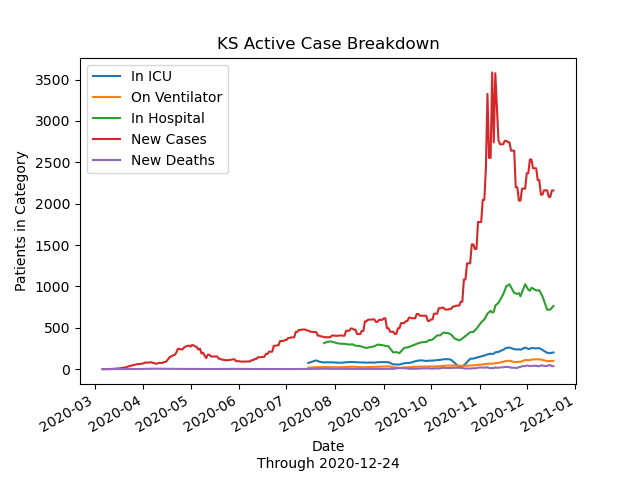 KS Active Case Breakdown
In ICU
On Ventilator
In Hospital
New Cases
New Deaths
Patients in Category
3500
3000
2500
2000
1500
1000
500
0
2020-03
2020-04
2020-05
2020-06
2020-07
2020-08
2020-09
2020-10
2020-11
2020-12
2021-01
Date
Through 2020-12-24